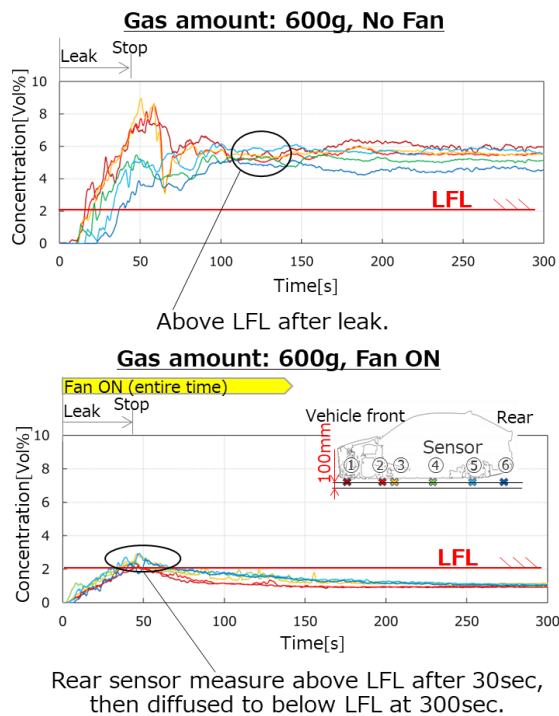 Gas amount: 600g, No Fan
Leak
Stop
Concentration[Vol%]
10
8
6
4
2
0
LFL
0
50
100
150
200
250
300
Time[s]
Above LFL after leak.
Gas amount: 600g, Fan ON
Fan ON (entire time)
Leak
Stop
Vehicle front
Rear
Sensor
① ② ③ ④ ⑤ ⑥
100mm
Concentration[Vol%]
10
8
6
4
2
0
LFL
0
50
100
150
200
250
300
Time[s]
Rear sensor measure above LFL after 30sec,
then diffused to below LFL at 300sec.